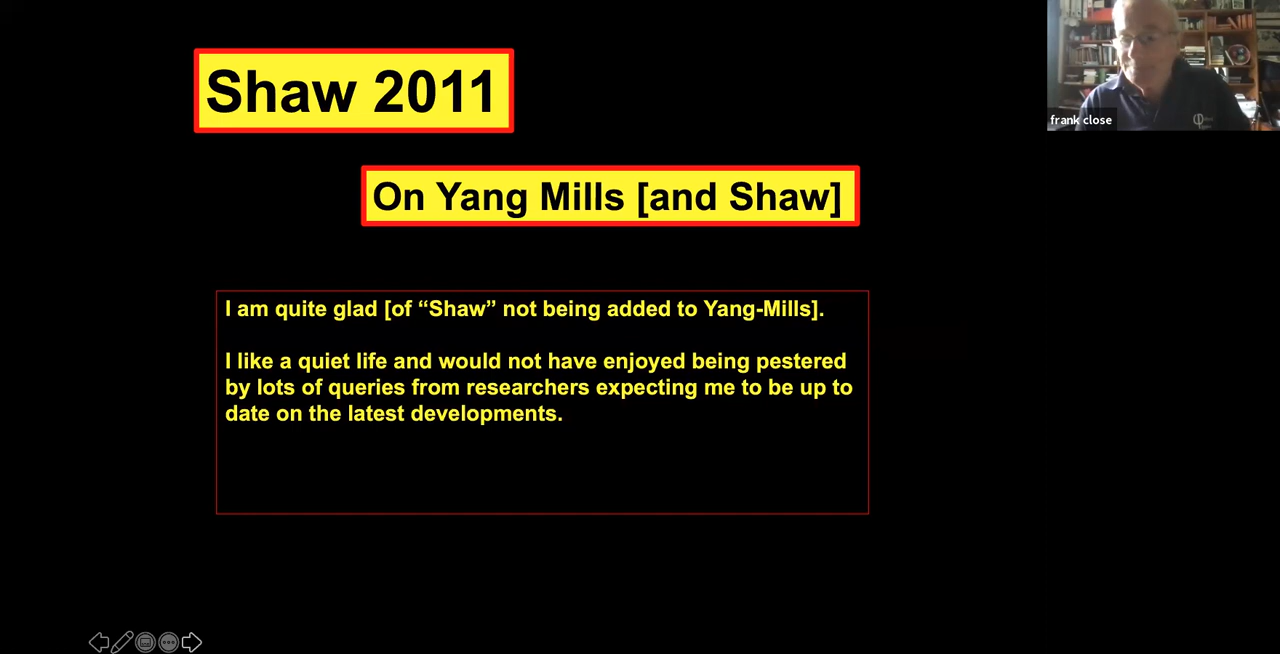 Shaw 2011
On Yang Mills [and Shaw]
I am quite glad [of “Shaw” not being added to Yang-Mills].
I like a quiet life and would not have enjoyed being pestered
by lots of queries from researchers expecting me to be up to
date on the latest developments.
frank close